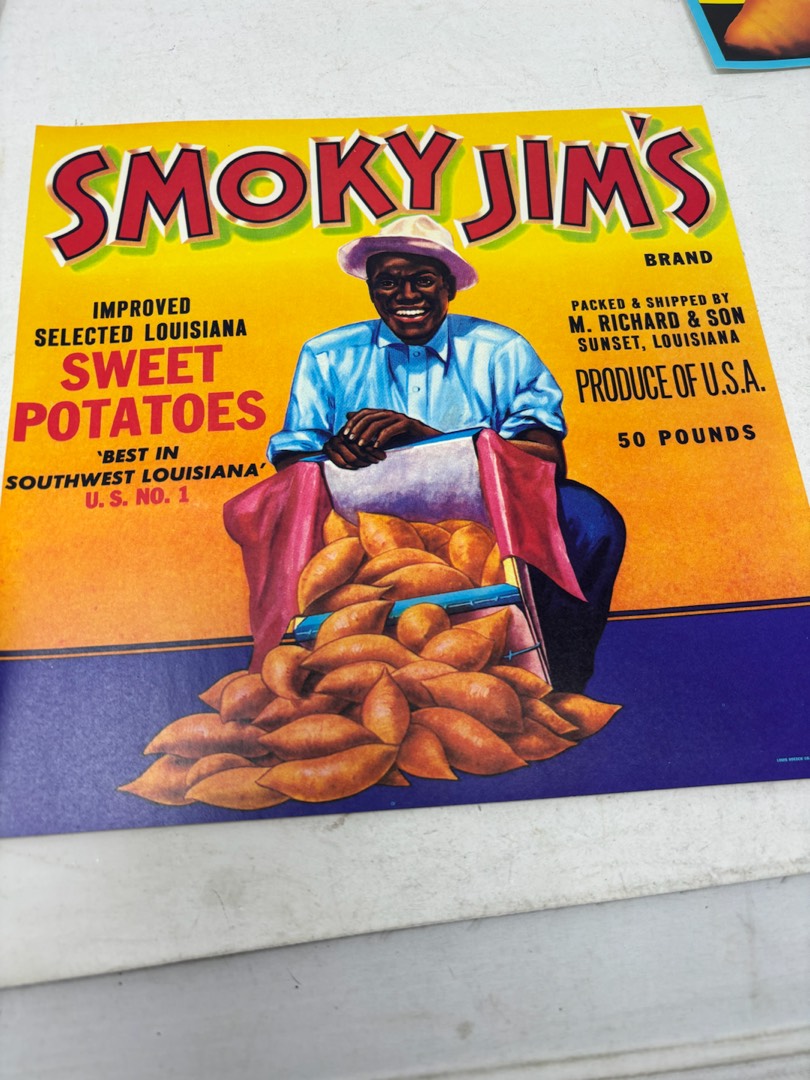 SMOKY JIM'S
BRAND
IMPROVED
SELECTED LOUISIANA
SWEET
POTATOES
'BEST IN
SOUTHWEST LOUISIANA'
U. S. NO. 1
PACKED & SHIPPED BY
M. RICHARD & SON
SUNSET, LOUISIANA
PRODUCE OF U.S.A.
50 POUNDS